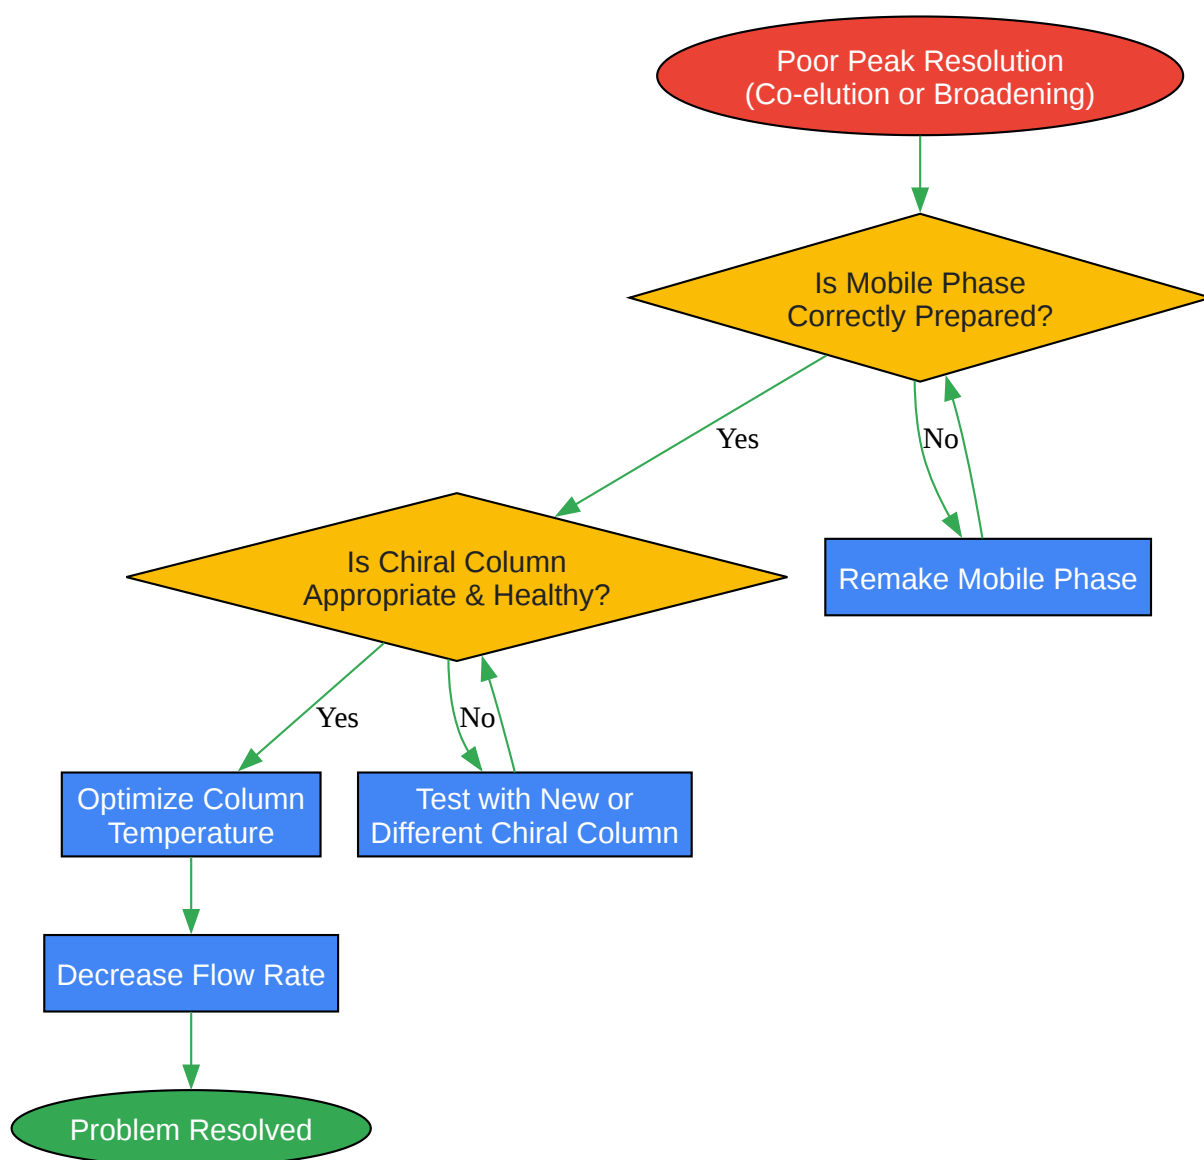 Poor Peak Resolution
(Co-elution or Broadening)
Is Mobile Phase
Correctly Prepared?
Yes
No
Is Chiral Column
Appropriate & Healthy?
Remake Mobile Phase
Yes
No
Optimize Column
Temperature
Test with New or
Different Chiral Column
Decrease Flow Rate
Problem Resolved